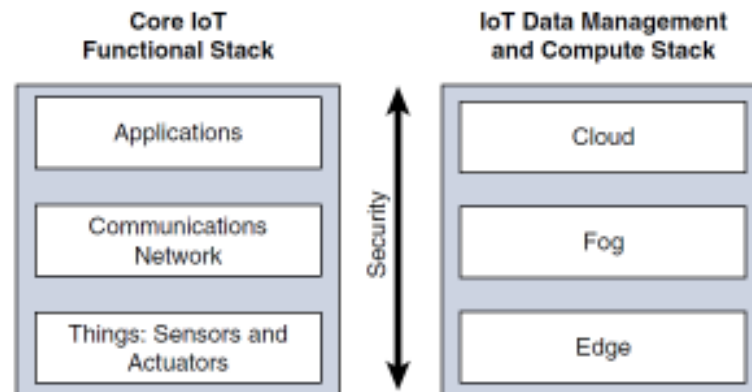 Core IoT
Functional Stack
Applications
Communications
Network
Things: Sensors and
Actuators
Security
IoT Data Management
and Compute Stack
Cloud
Fog
Edge